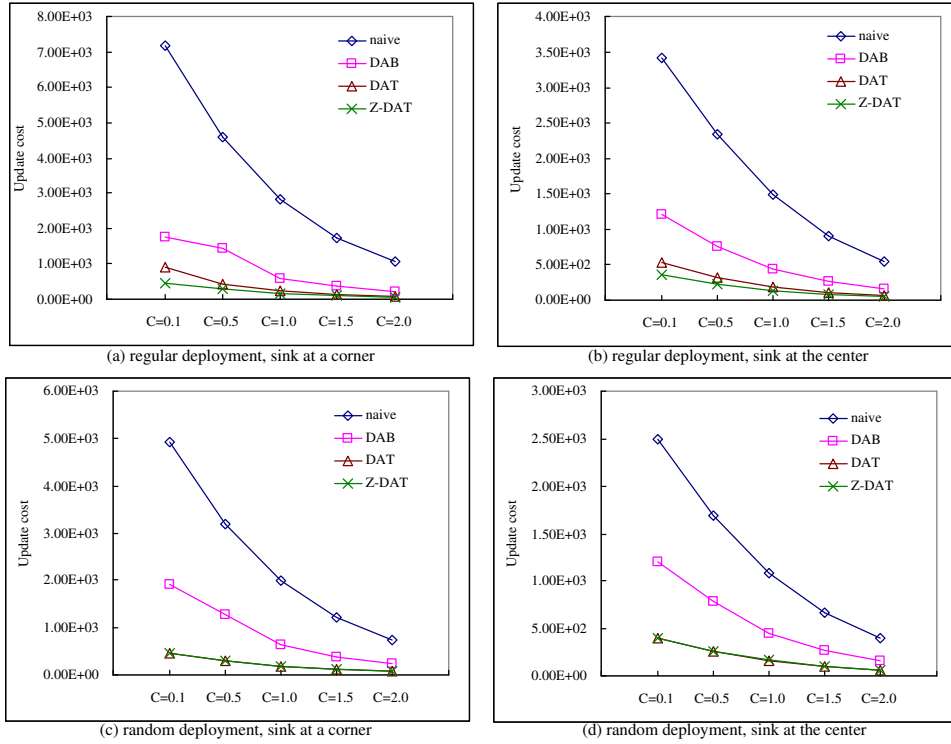 8.00E+03
7.00E+03
6.00E+03
5.00E+03
4.00E+03
3.00E+03
2.00E+03
1.00E+03
0.00E+00
Update cost
naive
DAB
DAT
Z-DAT
C=0.1 C=0.5 C=1.0 C=1.5 C=2.0
(a) regular deployment, sink at a corner
4.00E+03
3.50E+03
3.00E+03
2.50E+03
2.00E+03
1.50E+03
1.00E+03
5.00E+02
0.00E+00
Update cost
naive
DAB
DAT
Z-DAT
C=0.1 C=0.5 C=1.0 C=1.5 C=2.0
(b) regular deployment, sink at the center
6.00E+03
5.00E+03
4.00E+03
3.00E+03
2.00E+03
1.00E+03
0.00E+00
Update cost
naive
DAB
DAT
Z-DAT
C=0.1 C=0.5 C=1.0 C=1.5 C=2.0
(c) random deployment, sink at a corner
3.00E+03
2.50E+03
2.00E+03
1.50E+03
1.00E+03
5.00E+02
0.00E+00
Update cost
naive
DAB
DAT
Z-DAT
C=0.1 C=0.5 C=1.0 C=1.5 C=2.0
(d) random deployment, sink at the center